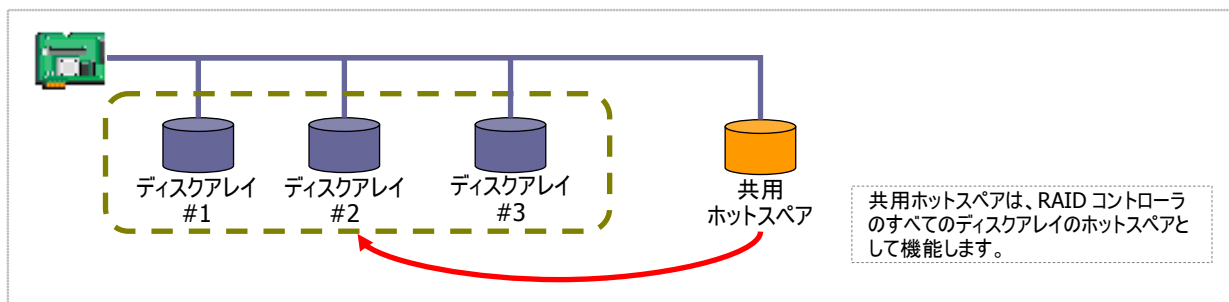 ディスクアレイ
#1
ディスクアレイ
#2
ディスクアレイ
#3
共用
ホットスペア
共用ホットスペアは、RAID コントローラ
のすべてのディスクアレイのホットスペアと
して機能します。